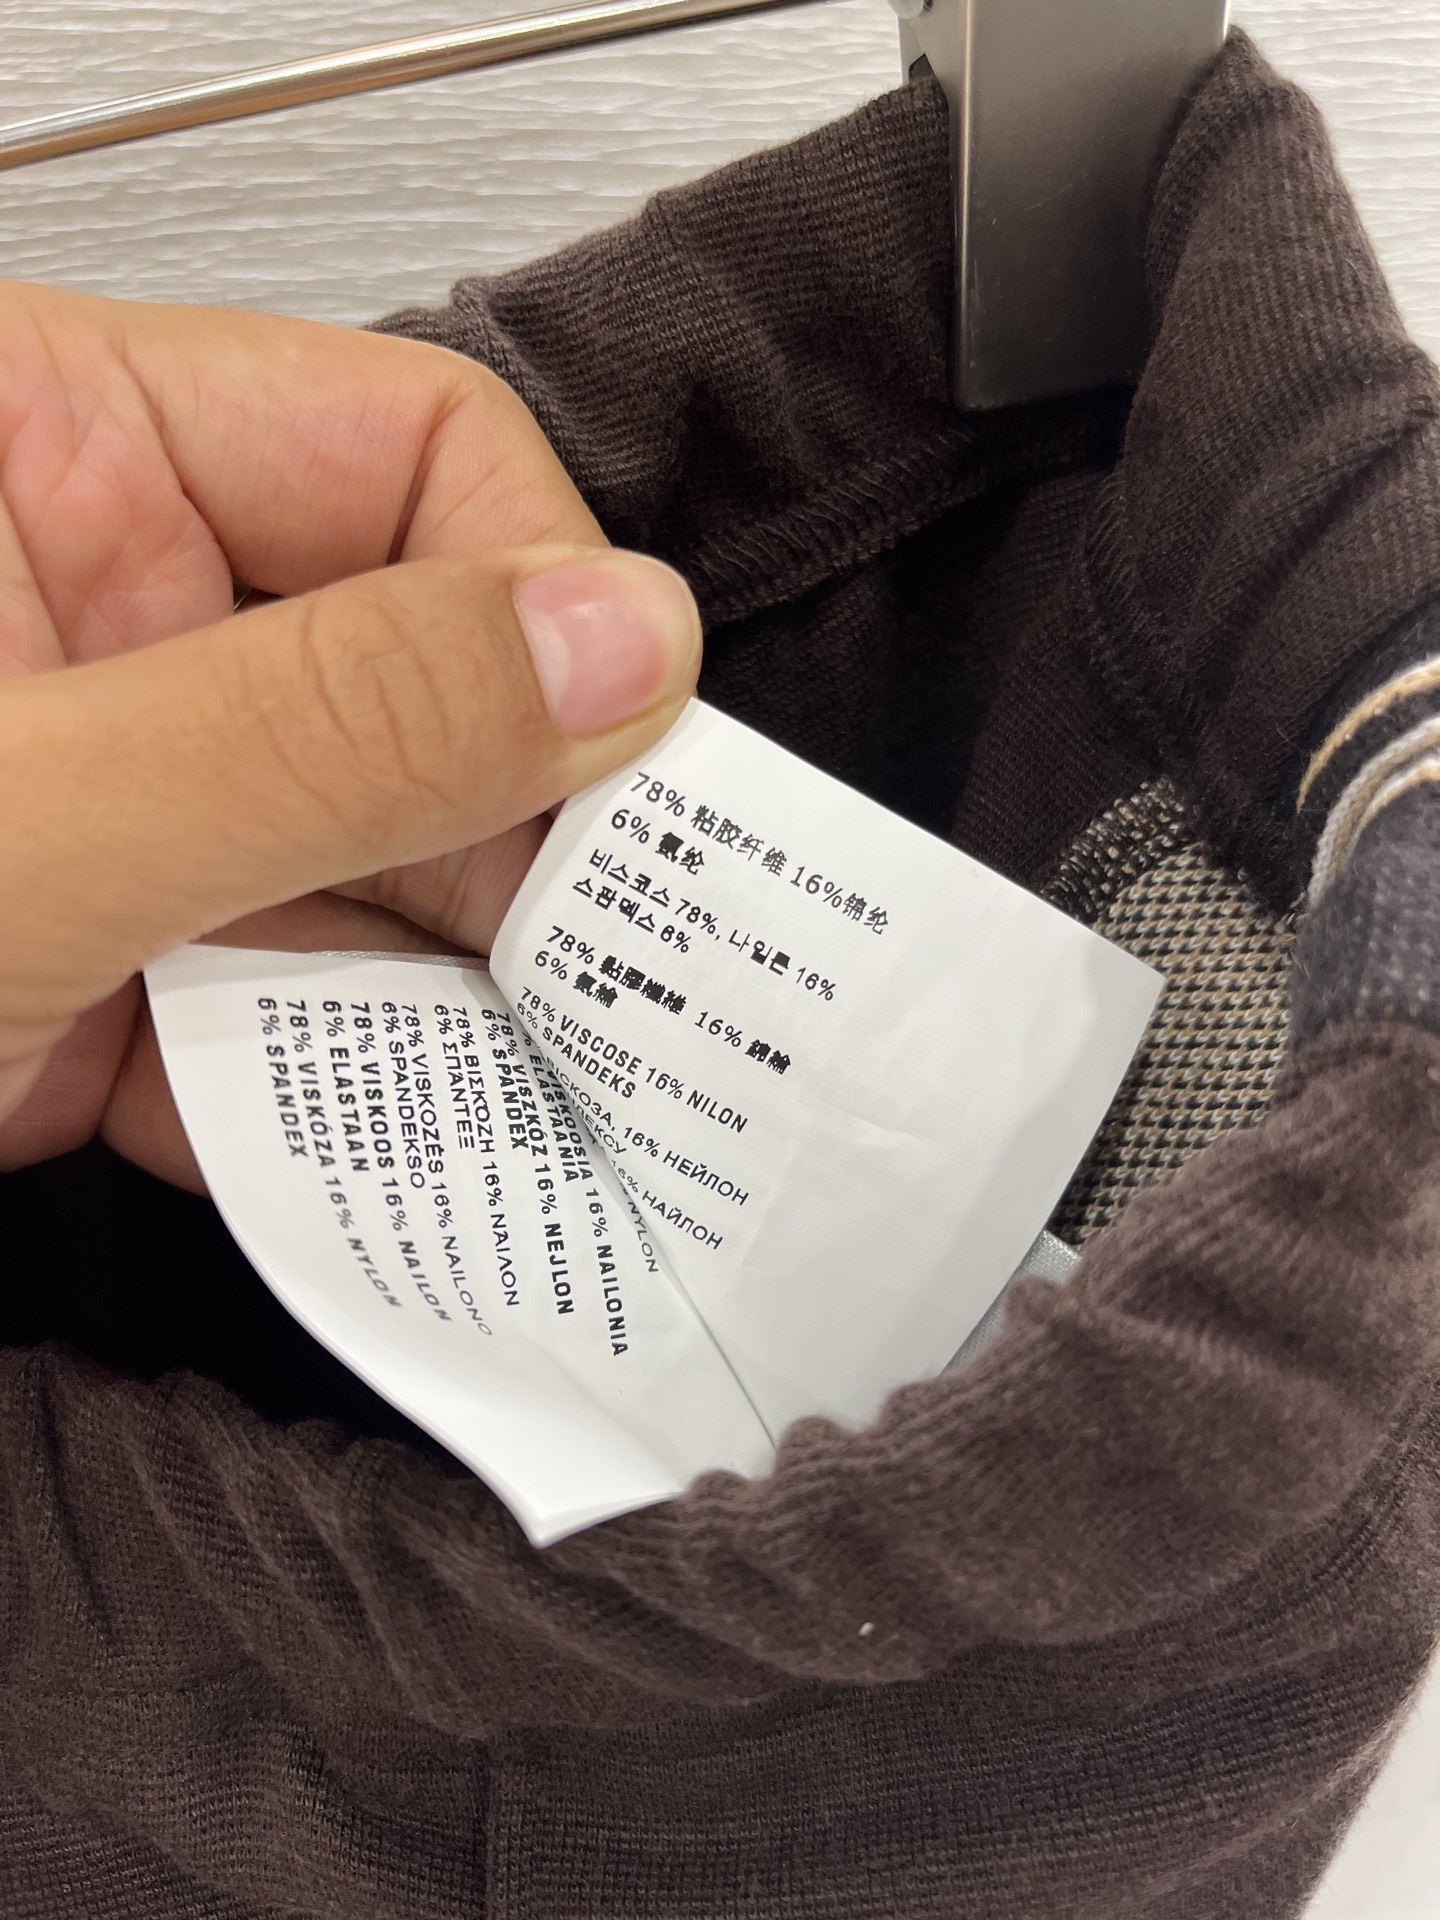 78% 粘胶纤维 16%锦纶
6% 氨纶
비스코스 78%, 나일론 16%
스판덱스 6%
78% 黏膠纖維 16% 錦綸
6% 氨綸
78% VISCOSE 16% NILON
6% SPANDEKS
ВІСКОЗА, 16% НЕЙЛОН
16% НАЙЛОН
NYLON
VISKOOSIA 16% NAILONIA
6% ELASTAANIA
78% VISZKÓZ 16% NEJLON
6% SPANDEX
78% ΒΙΣΚΌΖΗ 16% ΝΑΙΛΟΝ
6% ΣΠΆΝΤΕΞ
78% VISKOZĖS 16% NAILONO
6% SPANDEKSO
78% VISKOOS 16% NAILON
6% ELASTAAN
78% VISKÓZA 16% NYLON
6% SPANDEX